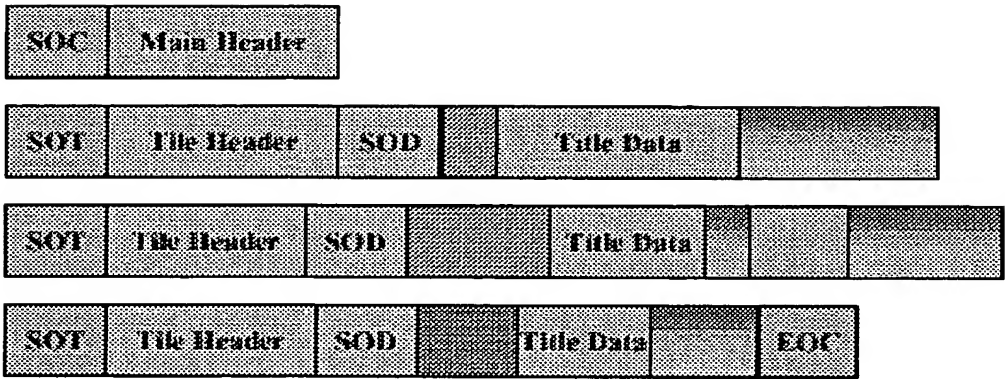 SOC Main Header
SOT Tile Header SOD Title Data
SOT Tile Header SOD Title Data
SOT Tile Header SOD Title Data EOC